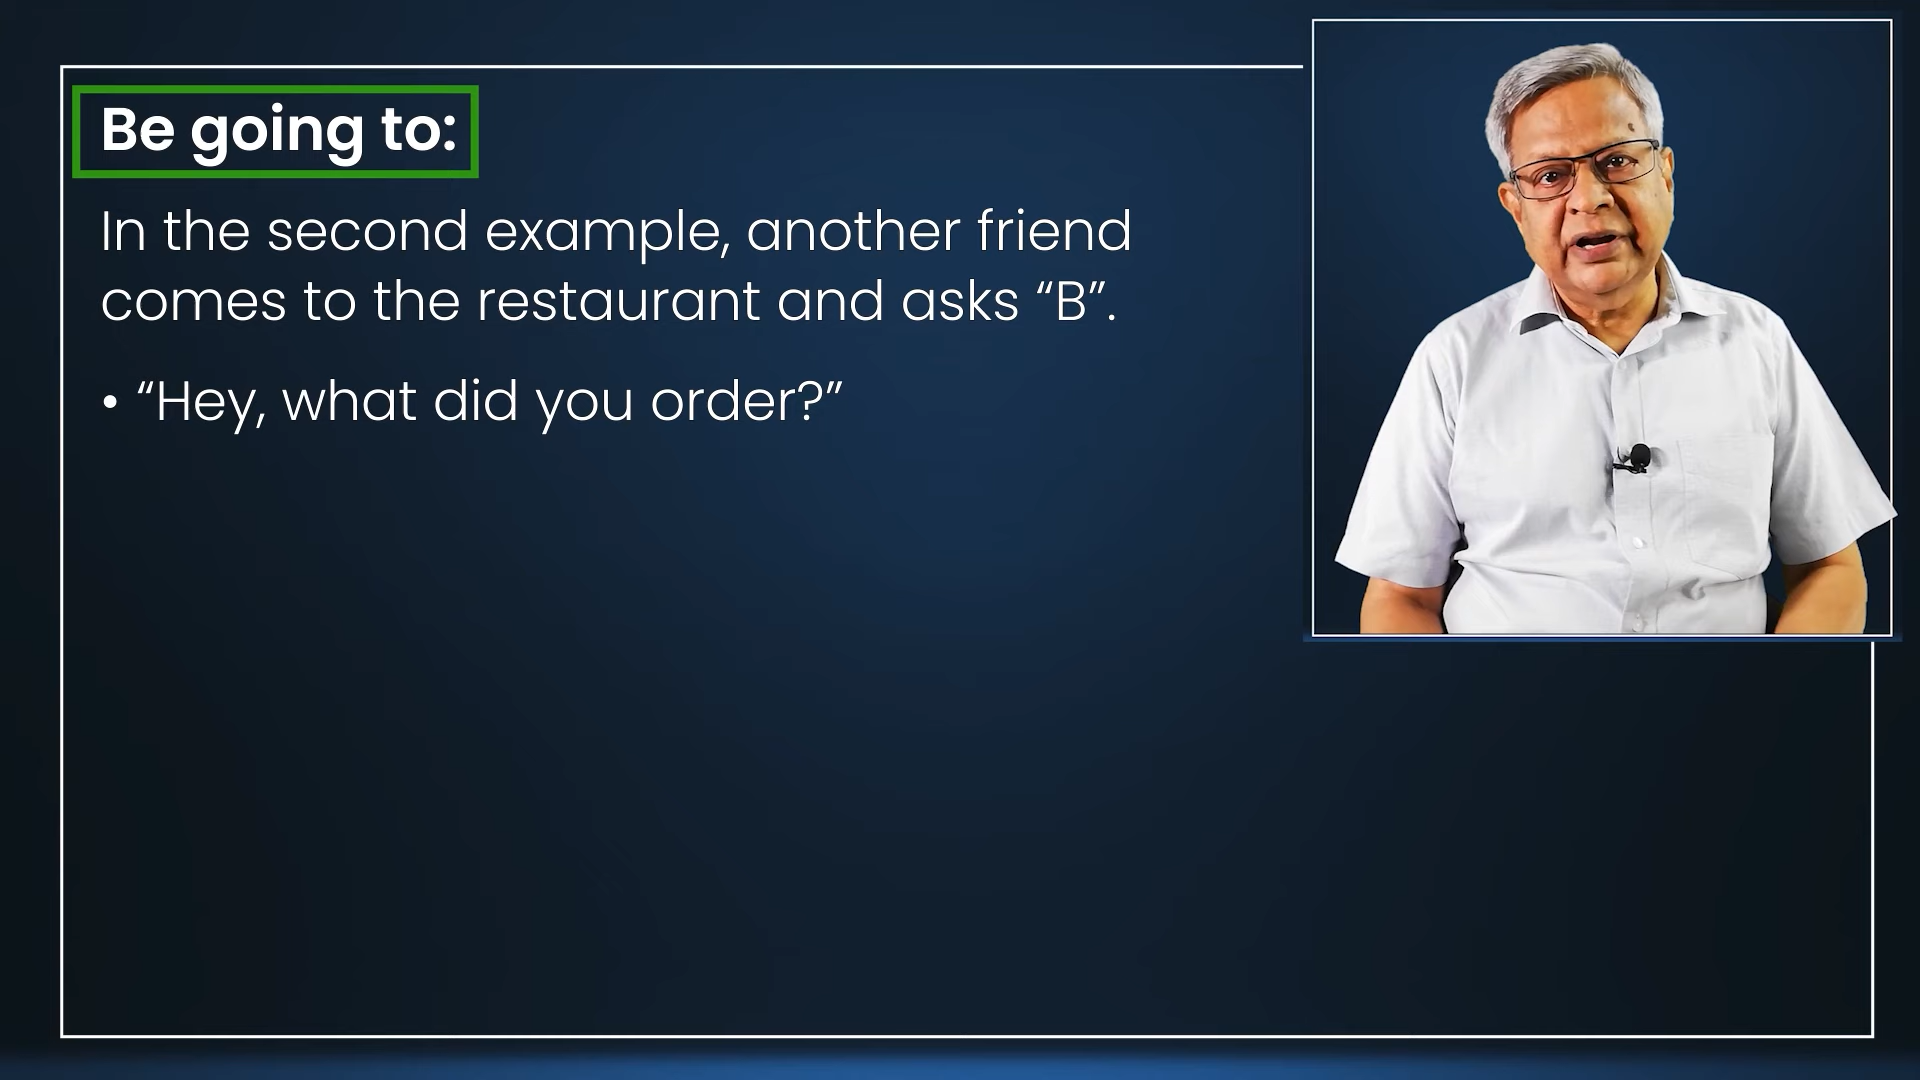 Be going to:
In the second example, another friend
comes to the restaurant and asks “B”.
• “Hey, what did you order?”